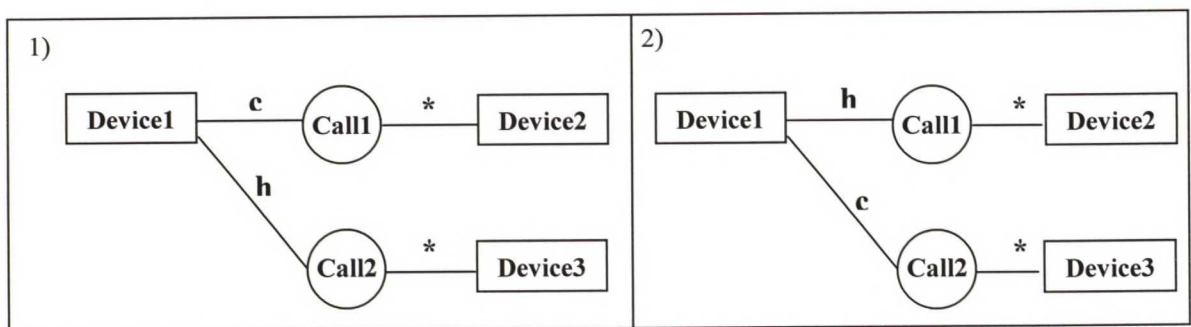 1)
Device1
c
Call1
*
Device2
h
Call2
*
Device3
2)
Device1
h
Call1
*
Device2
c
Call2
*
Device3